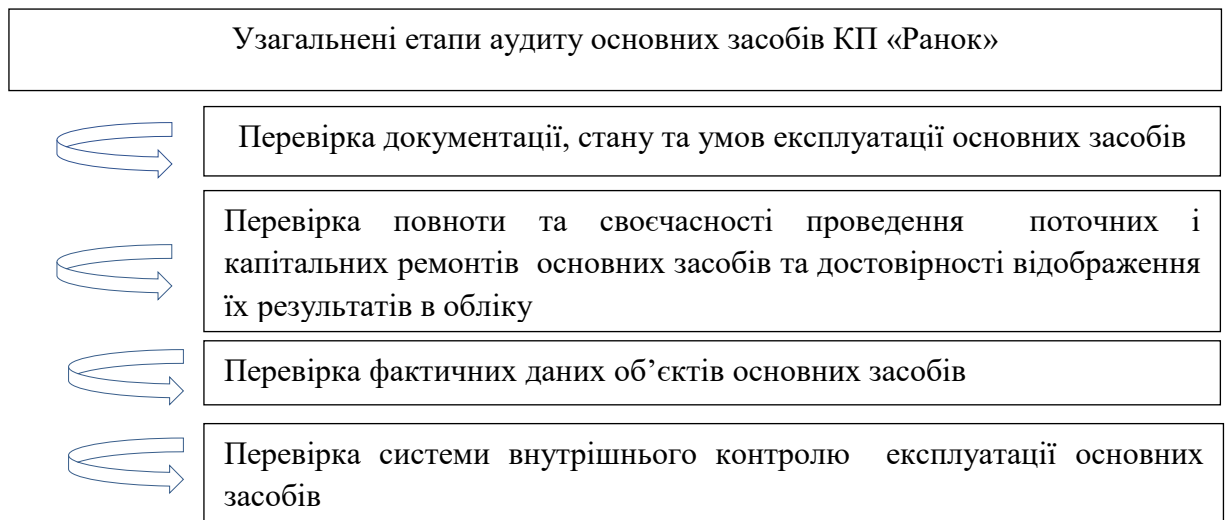 Узагальнені етапи аудиту основних засобів КП «Ранок»
Перевірка документації, стану та умов експлуатації основних засобів
Перевірка повноти та своєчасності проведення поточних і
капітальних ремонтів основних засобів та достовірності відображення
їх результатів в обліку
Перевірка фактичних даних об’єктів основних засобів
Перевірка системи внутрішнього контролю експлуатації основних
засобів